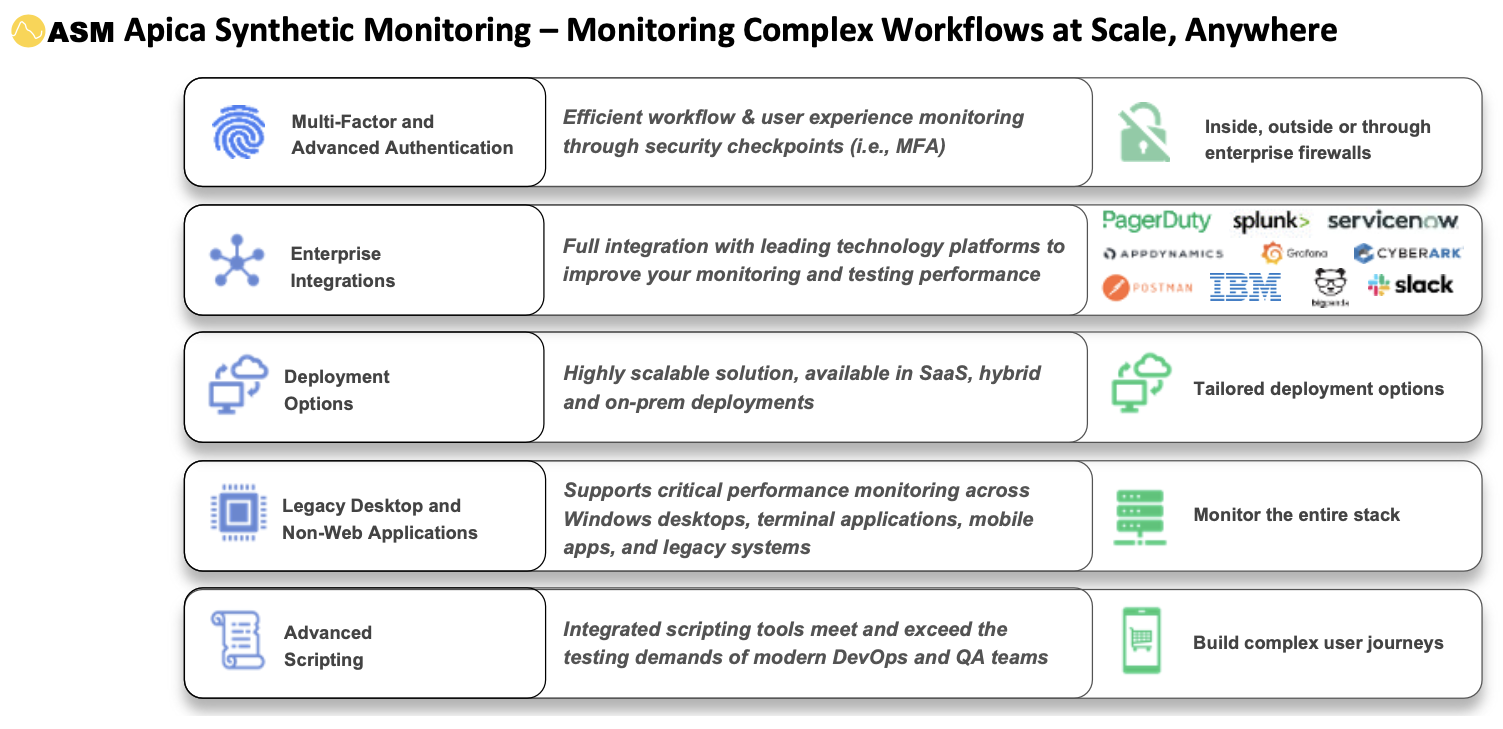 ASM Apica Synthetic Monitoring – Monitoring Complex Workflows at Scale, Anywhere
Multi-Factor and
Advanced Authentication
Efficient workflow & user experience monitoring
through security checkpoints (i.e., MFA)
Inside, outside or through
enterprise firewalls
Enterprise
Integrations
Full integration with leading technology platforms to
improve your monitoring and testing performance
PagerDuty splunk> servicenow
APPDYNAMICS Grafana CYBERARK
POSTMAN IBM bigpanda slack
Deployment
Options
Highly scalable solution, available in SaaS, hybrid
and on-prem deployments
Tailored deployment options
Legacy Desktop and
Non-Web Applications
Supports critical performance monitoring across
Windows desktops, terminal applications, mobile
apps, and legacy systems
Monitor the entire stack
Advanced
Scripting
Integrated scripting tools meet and exceed the
testing demands of modern DevOps and QA teams
Build complex user journeys